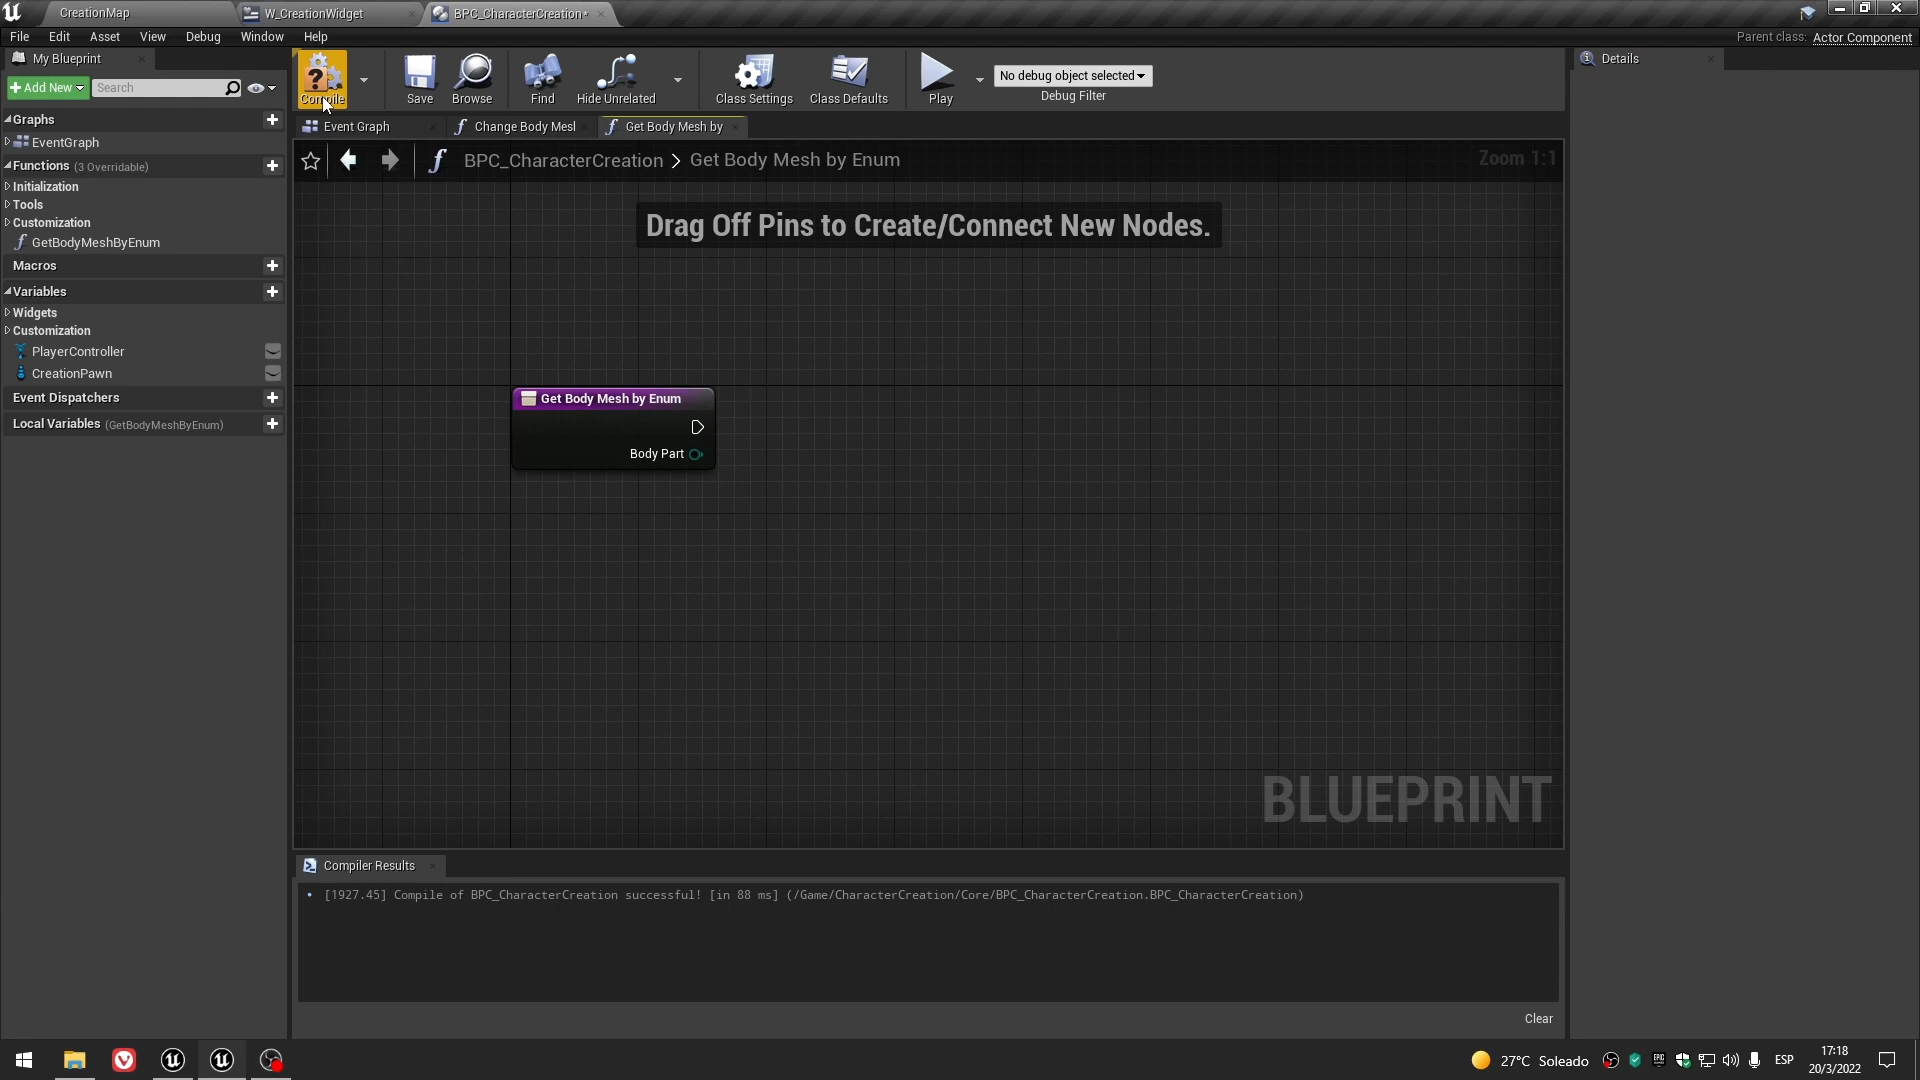 CreationMap
W_CreationWidget
BPC_CharacterCreation*
File Edit Asset View Debug Window Help
Parent class: Actor Component
My Blueprint
Add New
Search
Compile
Save
Browse
Find
Hide Unrelated
Class Settings
Class Defaults
Play
No debug object selected
Debug Filter
Details
Graphs
EventGraph
Functions (3 Overridable)
Initialization
Tools
Customization
GetBodyMeshByEnum
Macros
Variables
Widgets
Customization
PlayerController
CreationPawn
Event Dispatchers
Local Variables (GetBodyMeshByEnum)
Event Graph
Change Body Mesl
Get Body Mesh by
BPC_CharacterCreation > Get Body Mesh by Enum
Zoom 1:1
Drag Off Pins to Create/Connect New Nodes.
Get Body Mesh by Enum
Body Part
BLUEPRINT
Compiler Results
[1927.45] Compile of BPC_CharacterCreation successful! [in 88 ms] (/Game/CharacterCreation/Core/BPC_CharacterCreation.BPC_CharacterCreation)
Clear
27°C Soleado
ESP
17:18
20/3/2022